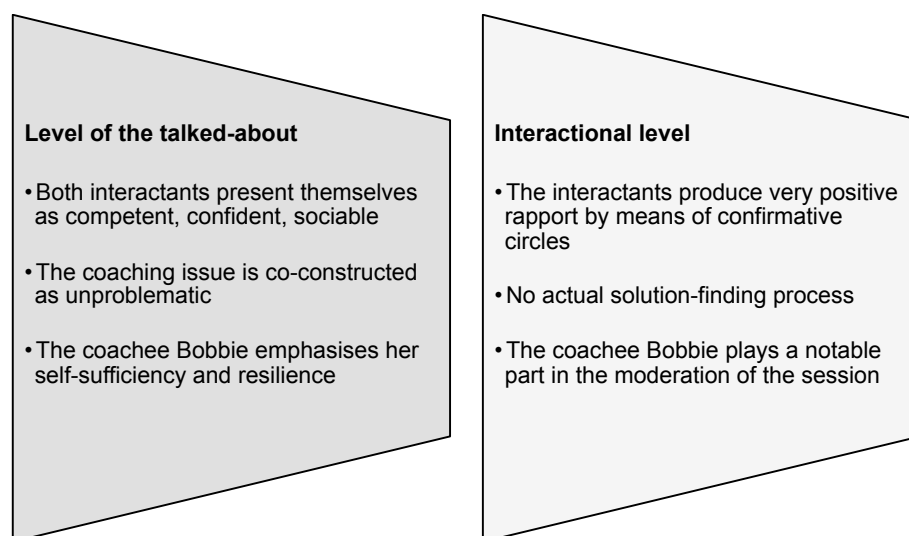 Level of the talked-about
•Both interactants present themselves
as competent, confident, sociable
•The coaching issue is co-constructed
as unproblematic
•The coachee Bobbie emphasises her
self-sufficiency and resilience
Interactional level
•The interactants produce very positive
rapport by means of confirmative
circles
•No actual solution-finding process
•The coachee Bobbie plays a notable
part in the moderation of the session